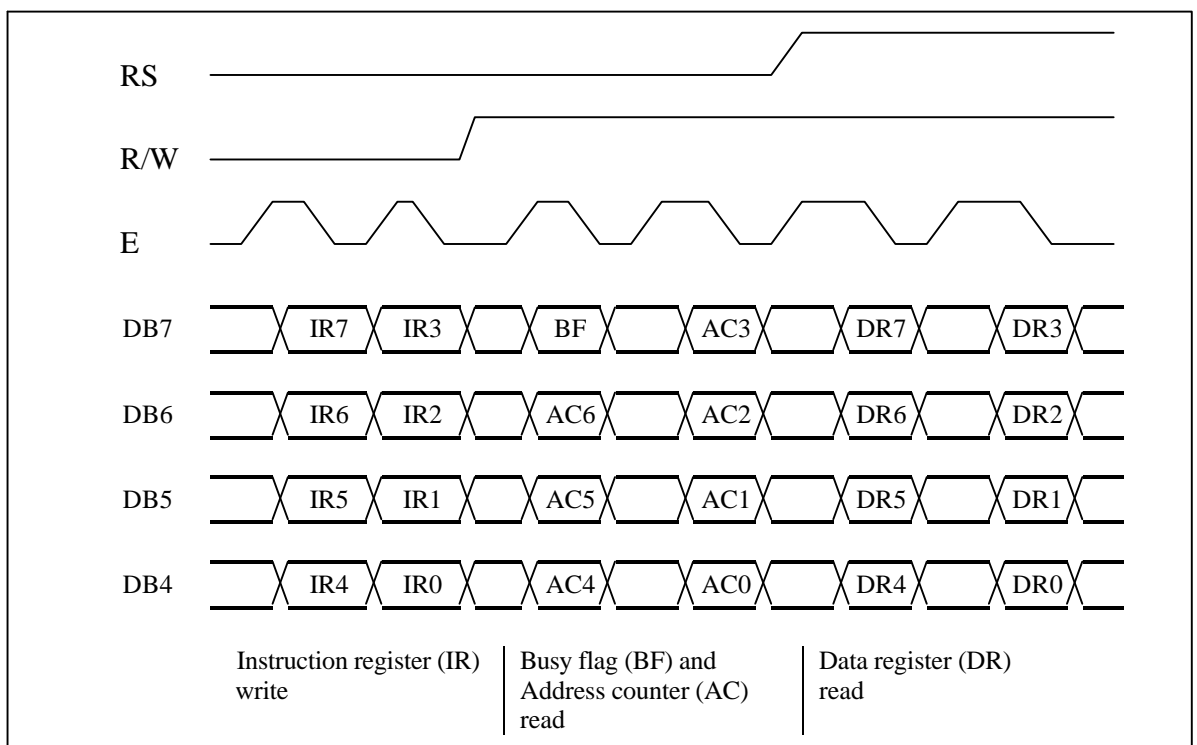 RS
R/W
E
DB7 IR7 IR3 BF AC3 DR7 DR3
DB6 IR6 IR2 AC6 AC2 DR6 DR2
DB5 IR5 IR1 AC5 AC1 DR5 DR1
DB4 IR4 IR0 AC4 AC0 DR4 DR0
Instruction register (IR)
write
Busy flag (BF) and
Address counter (AC)
read
Data register (DR)
read